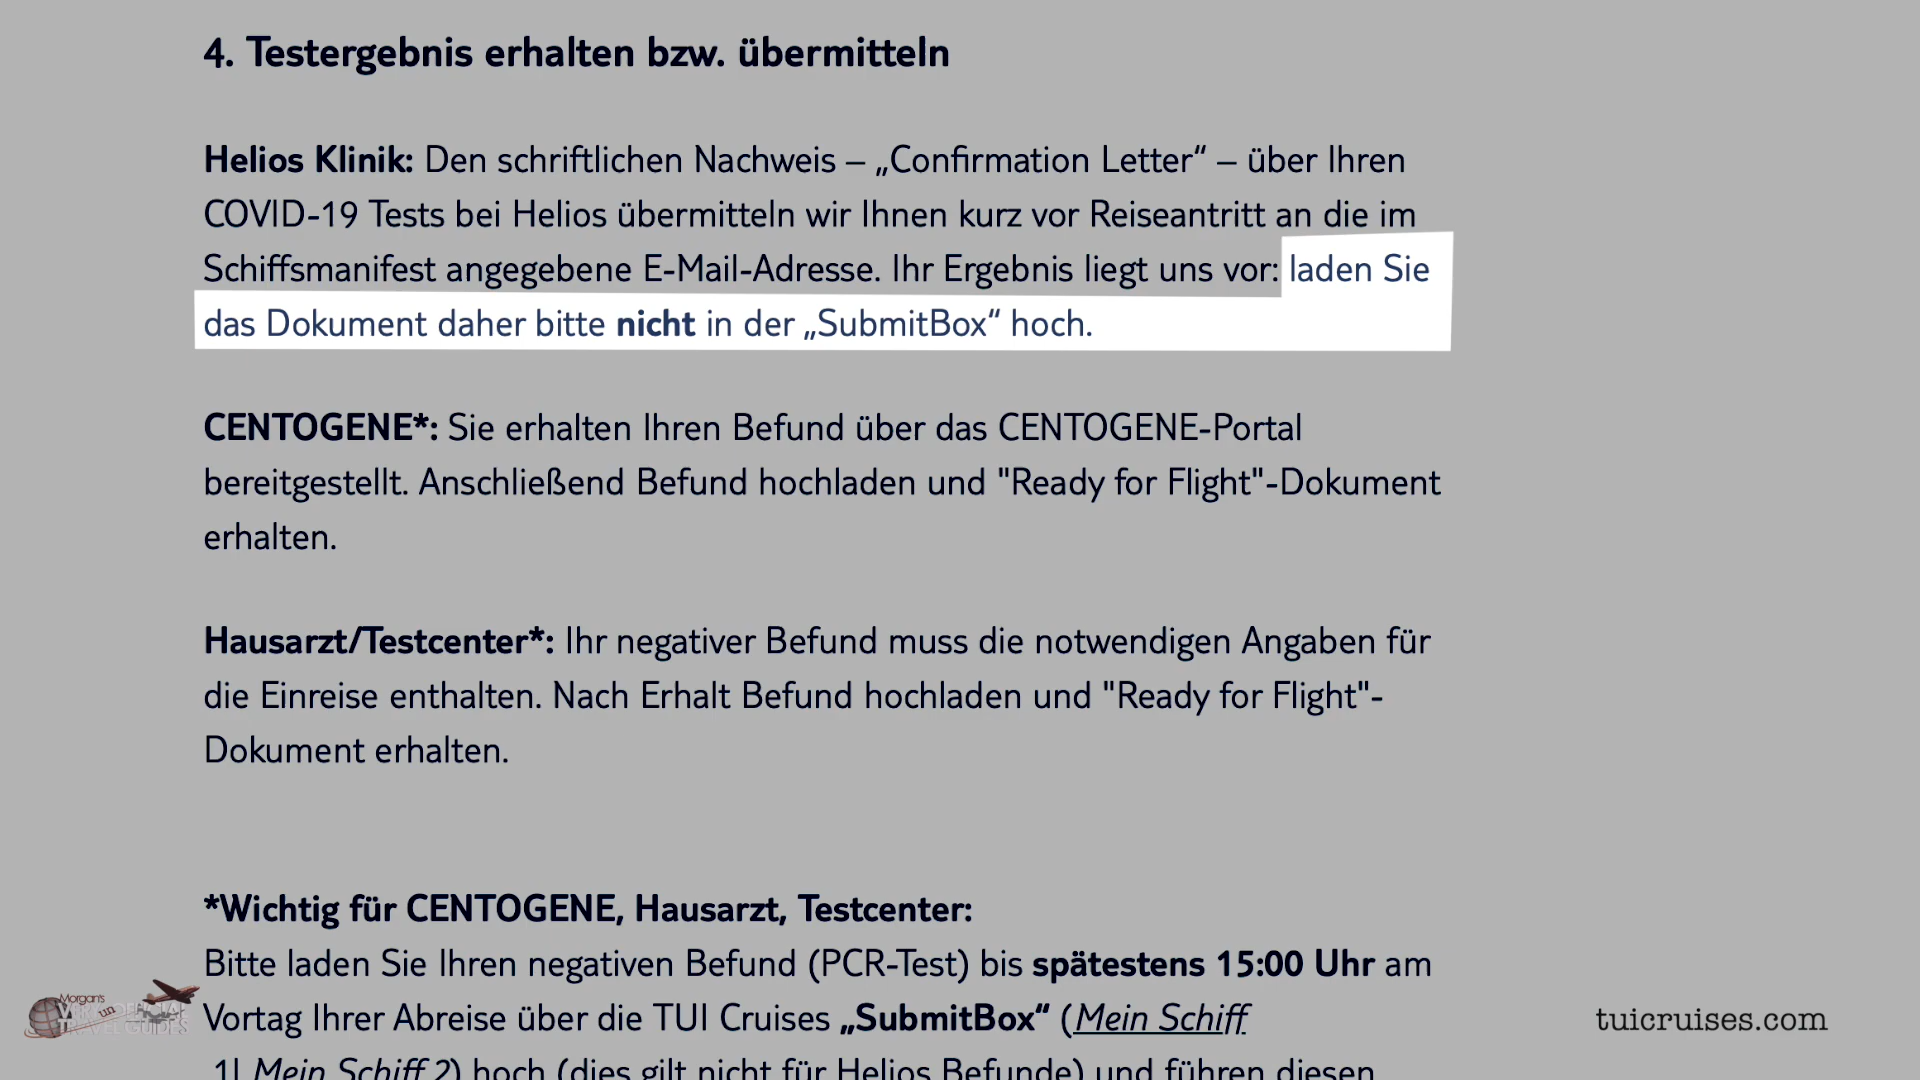 4. Testergebnis erhalten bzw. übermitteln
Helios Klinik: Den schriftlichen Nachweis – „Confirmation Letter“ – über Ihren
COVID-19 Tests bei Helios übermitteln wir Ihnen kurz vor Reiseantritt an die im
Schiffsmanifest angegebene E-Mail-Adresse. Ihr Ergebnis liegt uns vor: laden Sie
das Dokument daher bitte nicht in der „SubmitBox“ hoch.
CENTOGENE*: Sie erhalten Ihren Befund über das CENTOGENE-Portal
bereitgestellt. Anschließend Befund hochladen und "Ready for Flight"-Dokument
erhalten.
Hausarzt/Testcenter*: Ihr negativer Befund muss die notwendigen Angaben für
die Einreise enthalten. Nach Erhalt Befund hochladen und "Ready for Flight"-
Dokument erhalten.
*Wichtig für CENTOGENE, Hausarzt, Testcenter:
Bitte laden Sie Ihren negativen Befund (PCR-Test) bis spätestens 15:00 Uhr am
Vortag Ihrer Abreise über die TUI Cruises „SubmitBox“ (Mein Schiff
1| Mein Schiff 2) hoch (dies gilt nicht für Helios Befunde) und führen diesen
Morgan's
un
OFFICIAL
TRAVEL GUIDES
tuicruises.com